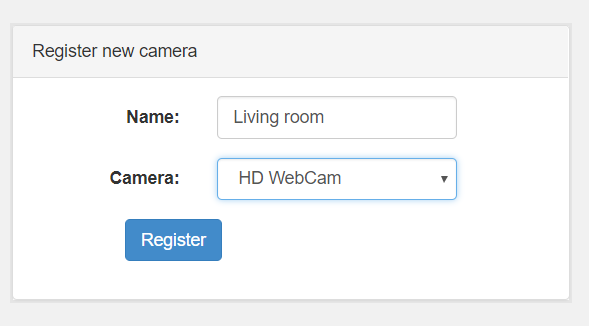 Register new camera
Name: Living room
Camera: HD WebCam
Register